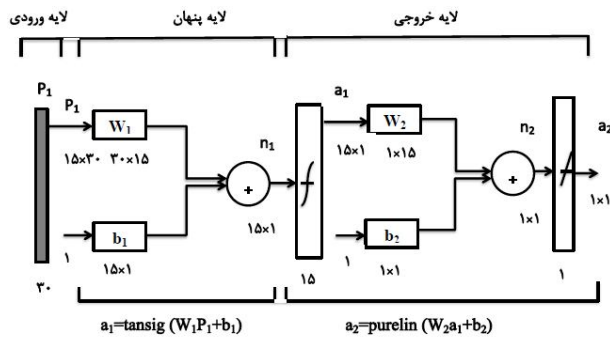 لایه ورودی
لایه پنهان
لایه خروجی
P₁
P₁
W₁
۱۵×۳۰
۳۰×۱۵
n₁
+
۱۵×۱
b₁
۱
۱۵×۱
۳۰
a₁
۱۵×۱
W₂
۱×۱۵
n₂
+
۱×۱
b₂
۱
۱×۱
۱۵
a₂
۱×۱
۱
a₁=tansig (W₁P₁+b₁)
a₂=purelin (W₂a₁+b₂)